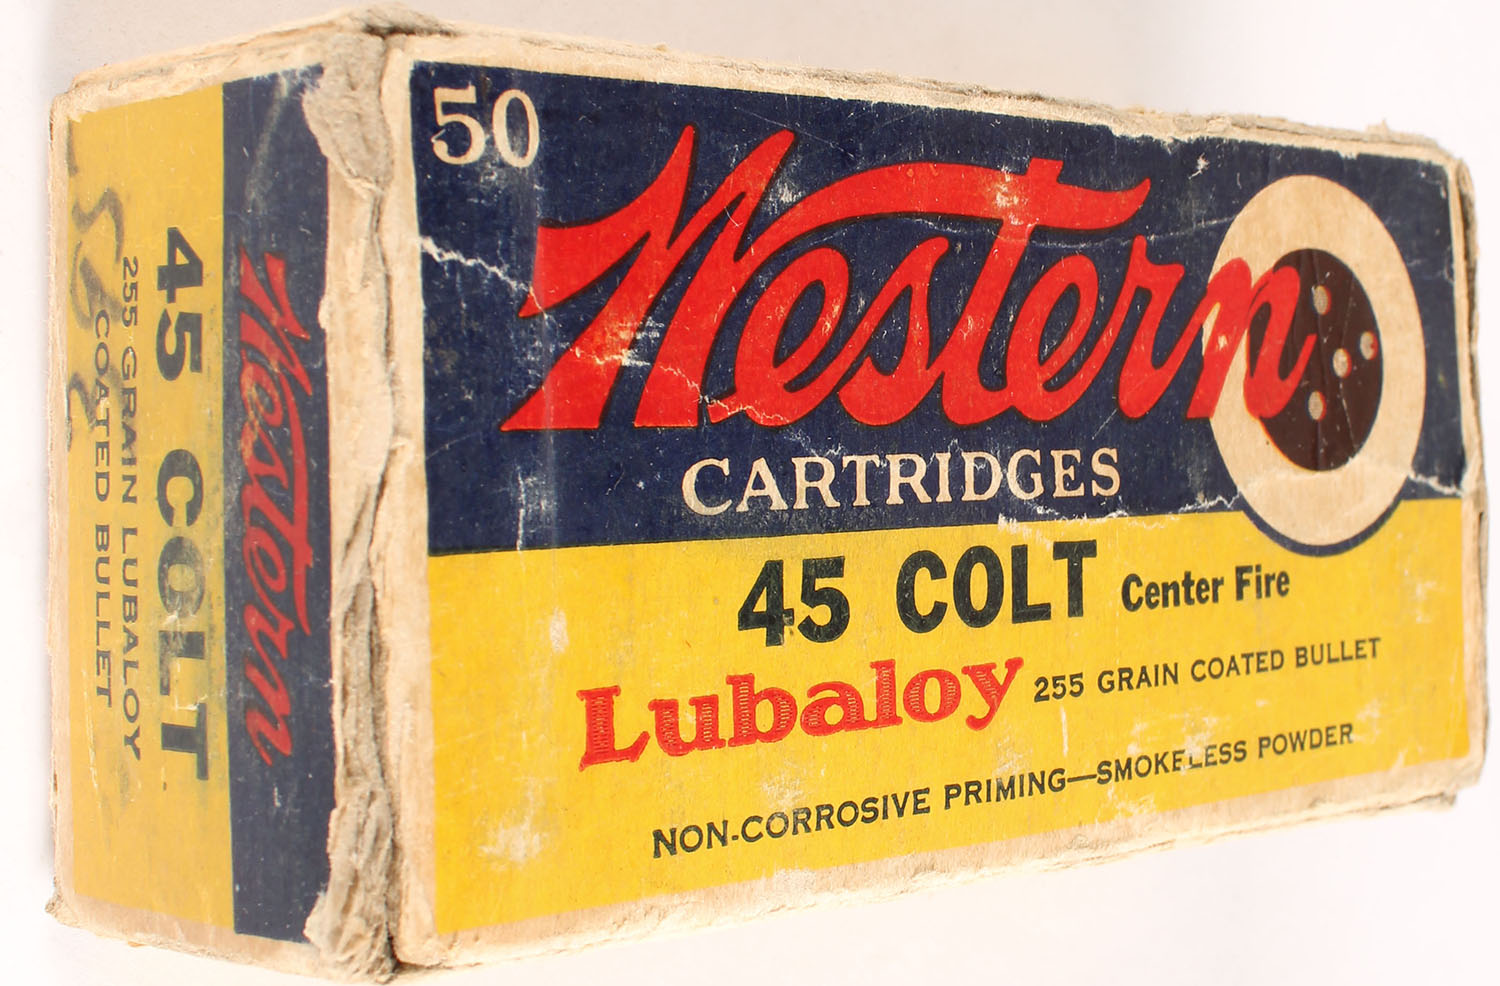 50
Western
CARTRIDGES
45 COLT Center Fire
Lubaloy 255 GRAIN COATED BULLET
NON-CORROSIVE PRIMING—SMOKELESS POWDER
Western
45 COLT
255 GRAIN LUBALOY
COATED BULLET